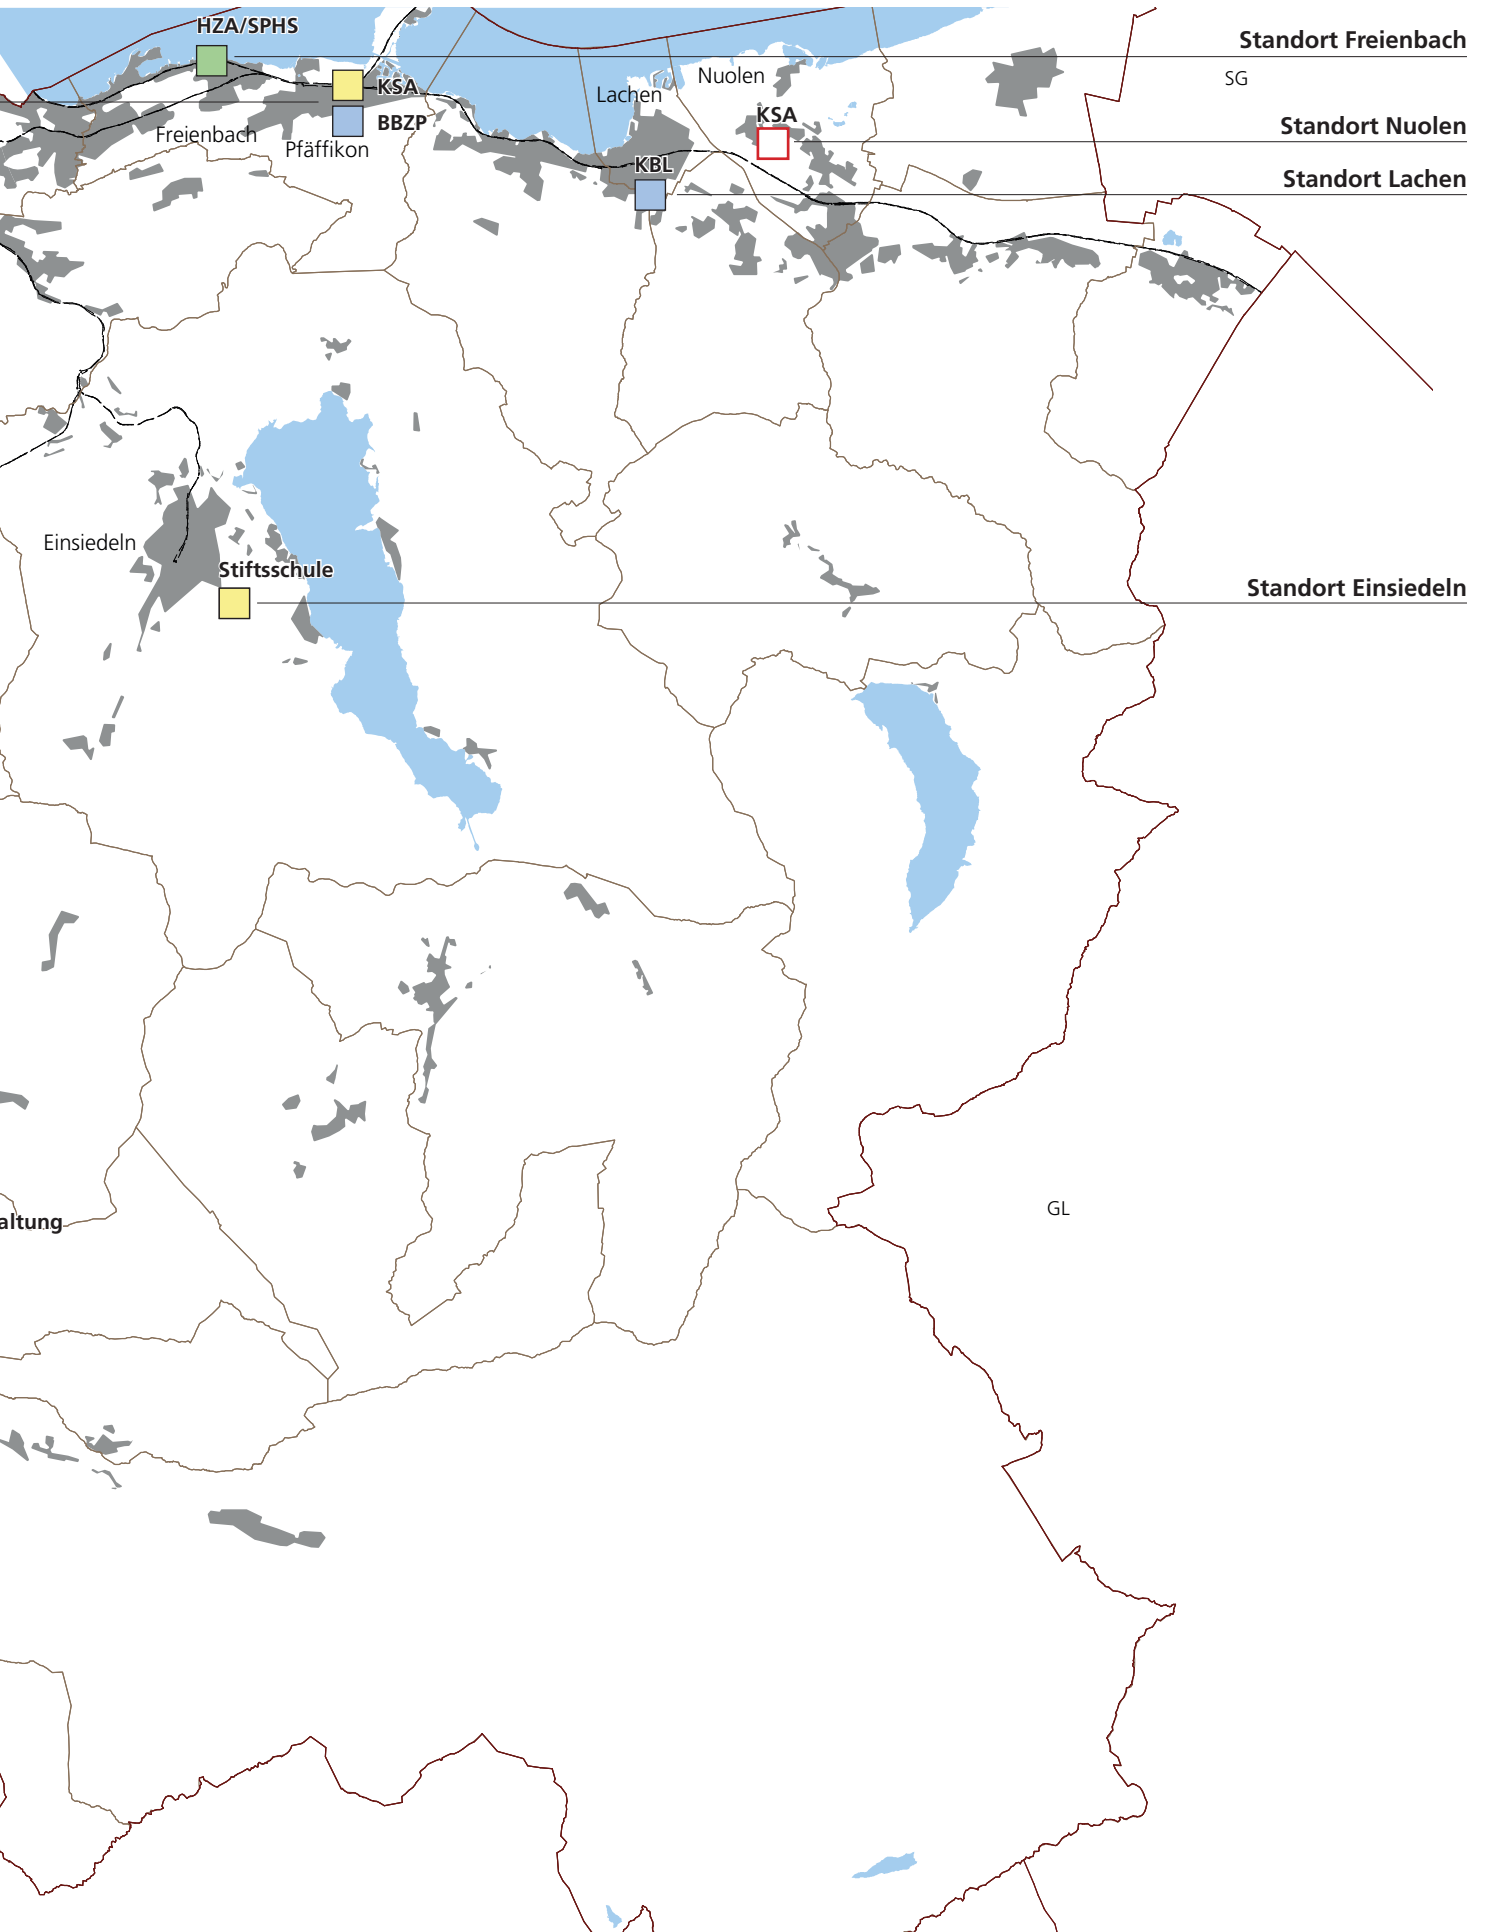 HZA/SPHS
Standort Freienbach
SG
Nuolen
KSA
Lachen
KSA
BBZP
Standort Nuolen
Freienbach
Pfäffikon
KBL
Standort Lachen
Einsiedeln
Stiftsschule
Standort Einsiedeln
GL
altung